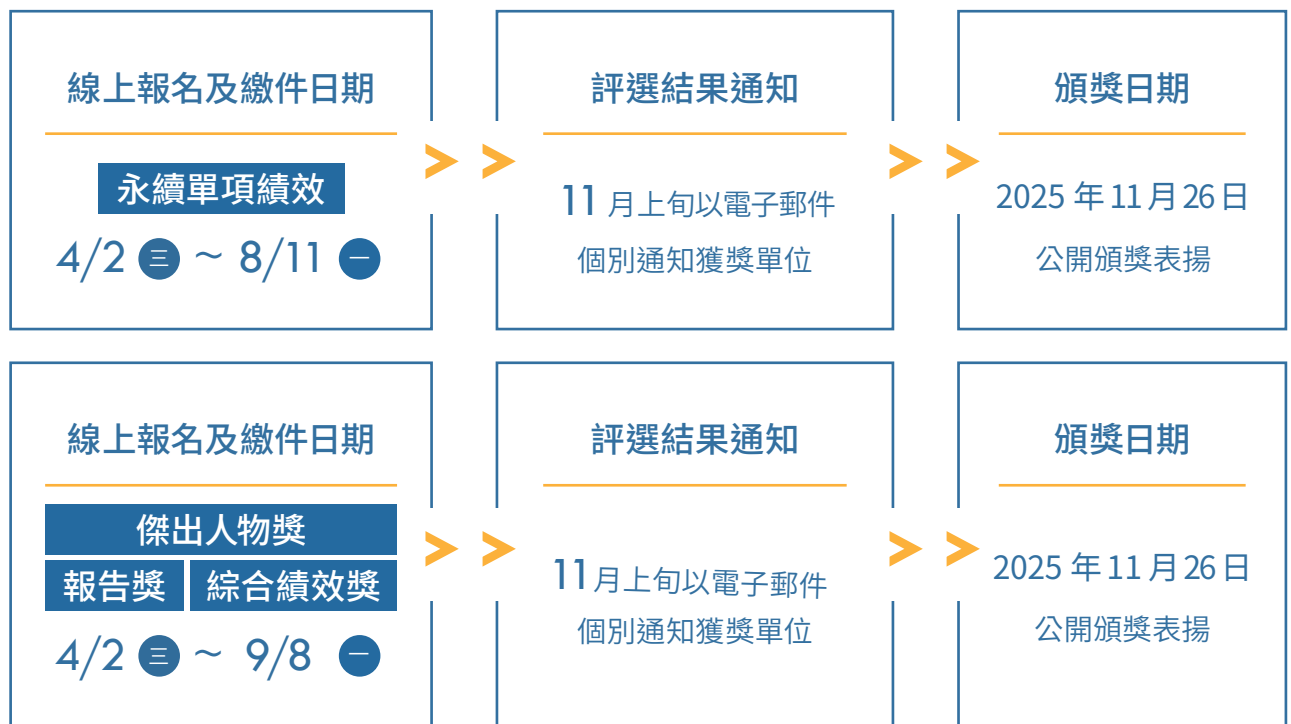 線上報名及繳件日期
永續單項績效
4/2 三 ~ 8/11 一
評選結果通知
11 月上旬以電子郵件
個別通知獲獎單位
頒獎日期
2025 年 11 月 26 日
公開頒獎表揚
線上報名及繳件日期
傑出人物獎
報告獎 綜合績效獎
4/2 三 ~ 9/8 一
評選結果通知
11 月上旬以電子郵件
個別通知獲獎單位
頒獎日期
2025 年 11 月 26 日
公開頒獎表揚